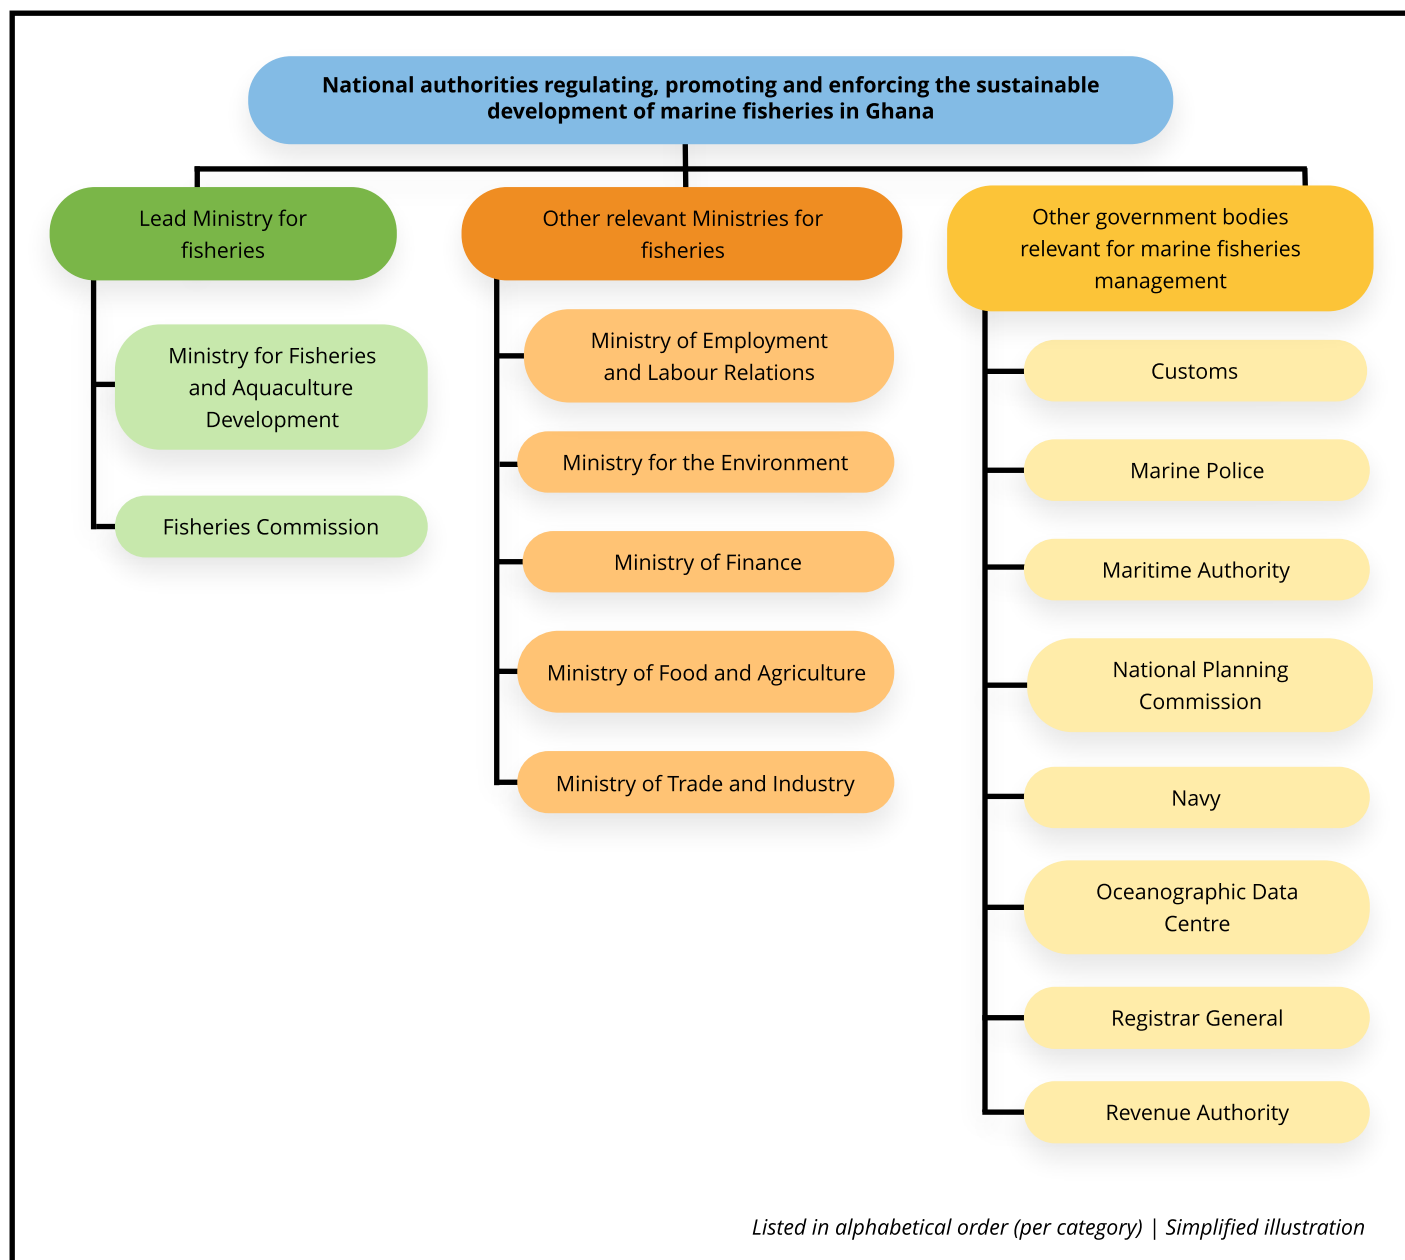 National authorities regulating, promoting and enforcing the sustainable
development of marine fisheries in Ghana
Lead Ministry for
fisheries
Ministry for Fisheries
and Aquaculture
Development
Fisheries Commission
Other relevant Ministries for
fisheries
Ministry of Employment
and Labour Relations
Ministry for the Environment
Ministry of Finance
Ministry of Food and Agriculture
Ministry of Trade and Industry
Other government bodies
relevant for marine fisheries
management
Customs
Marine Police
Maritime Authority
National Planning
Commission
Navy
Oceanographic Data
Centre
Registrar General
Revenue Authority
Listed in alphabetical order (per category) | Simplified illustration